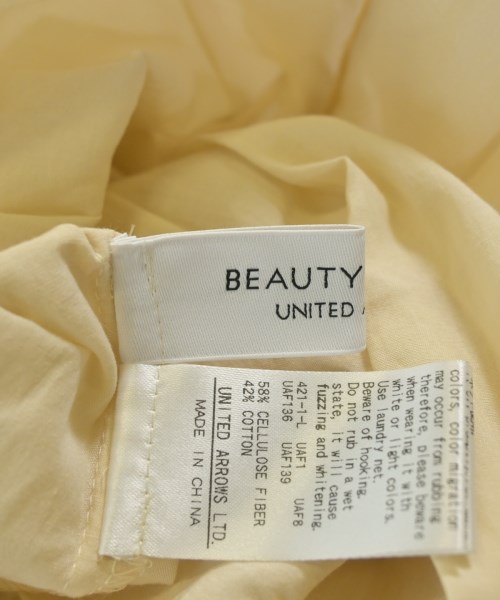 BEAUTY
UNITED
colors, color migration
may occur from rubbing
therefore, please beware
when wearing it with
white or light colors.
Use laundry net.
Beware of hooking.
Do not rub in a wet
state, it will cause
fuzzing and whitening.
421-1-L UAF1 UAF8
UAF136 UAF139
58% CELLULOSE FIBER
42% COTTON
UNITED ARROWS LTD.
MADE IN CHINA